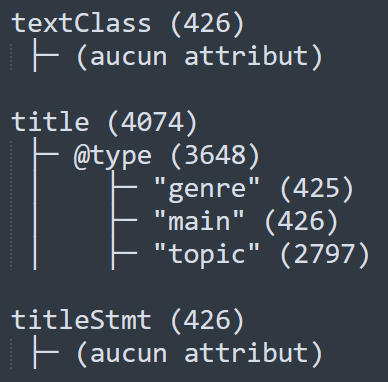 textClass (426)
├─ (aucun attribut)
title (4074)
├─ @type (3648)
│ ├─ "genre" (425)
│ ├─ "main" (426)
│ ├─ "topic" (2797)
titleStmt (426)
├─ (aucun attribut)